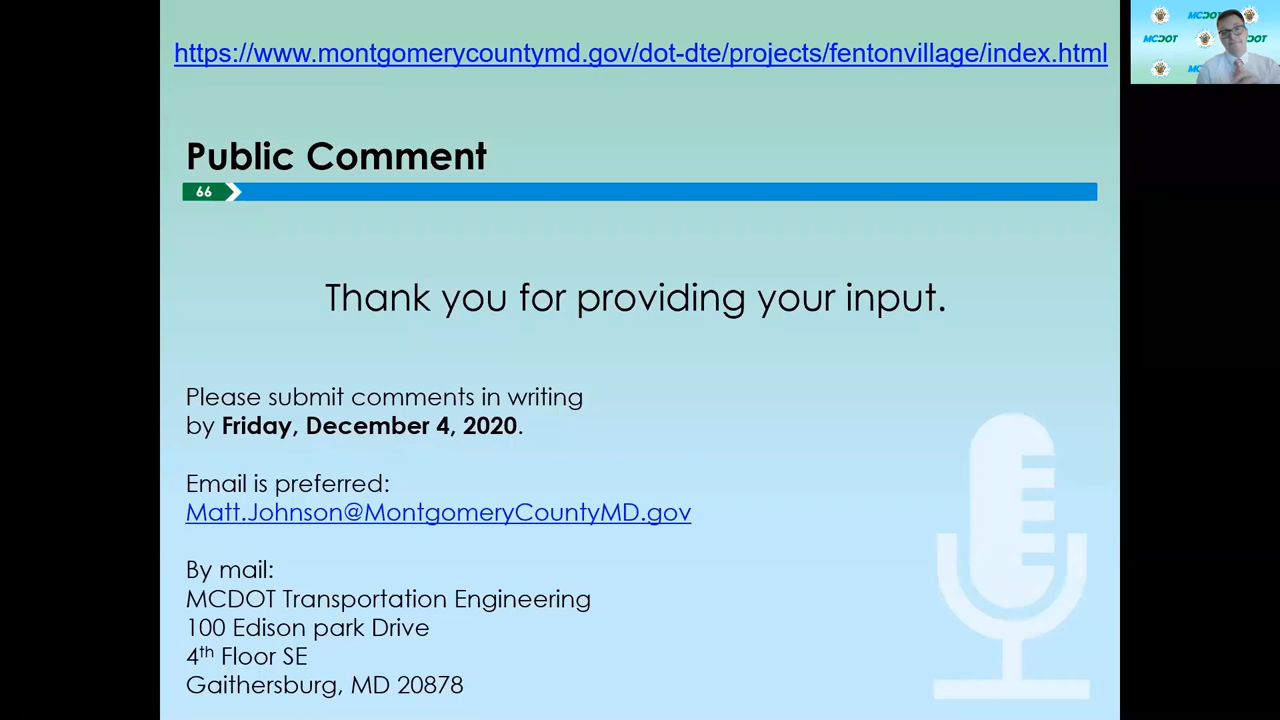 https://www.montgomerycountymd.gov/dot-dte/projects/fentonvillage/index.html
Public Comment
66
Thank you for providing your input.
Please submit comments in writing
by Friday, December 4, 2020.
Email is preferred:
Matt.Johnson@MontgomeryCountyMD.gov
By mail:
MCDOT Transportation Engineering
100 Edison park Drive
4th Floor SE
Gaithersburg, MD 20878
MCDOT
MCDOT